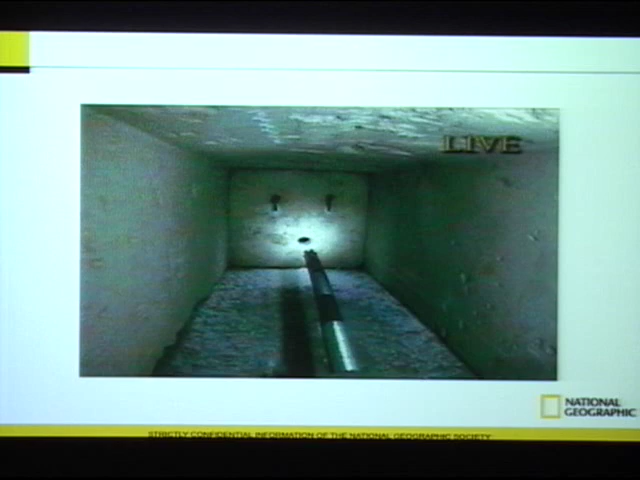 LIVE
NATIONAL
GEOGRAPHIC
STRICTLY CONFIDENTIAL INFORMATION OF THE NATIONAL GEOGRAPHIC SOCIETY